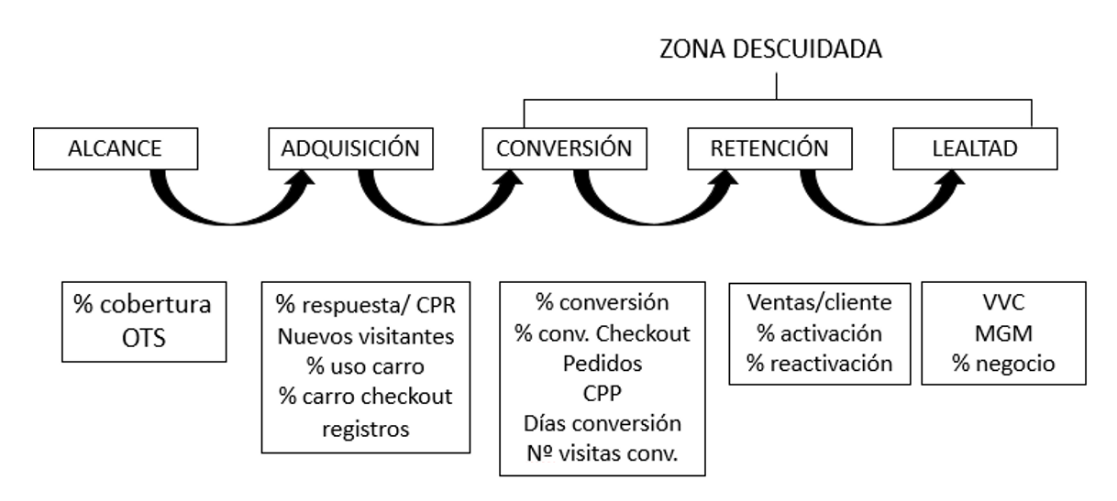 ZONA DESCUIDADA
ALCANCE
ADQUISICIÓN
CONVERSIÓN
RETENCIÓN
LEALTAD
% cobertura
OTS
% respuesta/ CPR
Nuevos visitantes
% uso carro
% carro checkout
registros
% conversión
% conv. Checkout
Pedidos
CPP
Días conversión
Nº visitas conv.
Ventas/cliente
% activación
% reactivación
VVC
MGM
% negocio